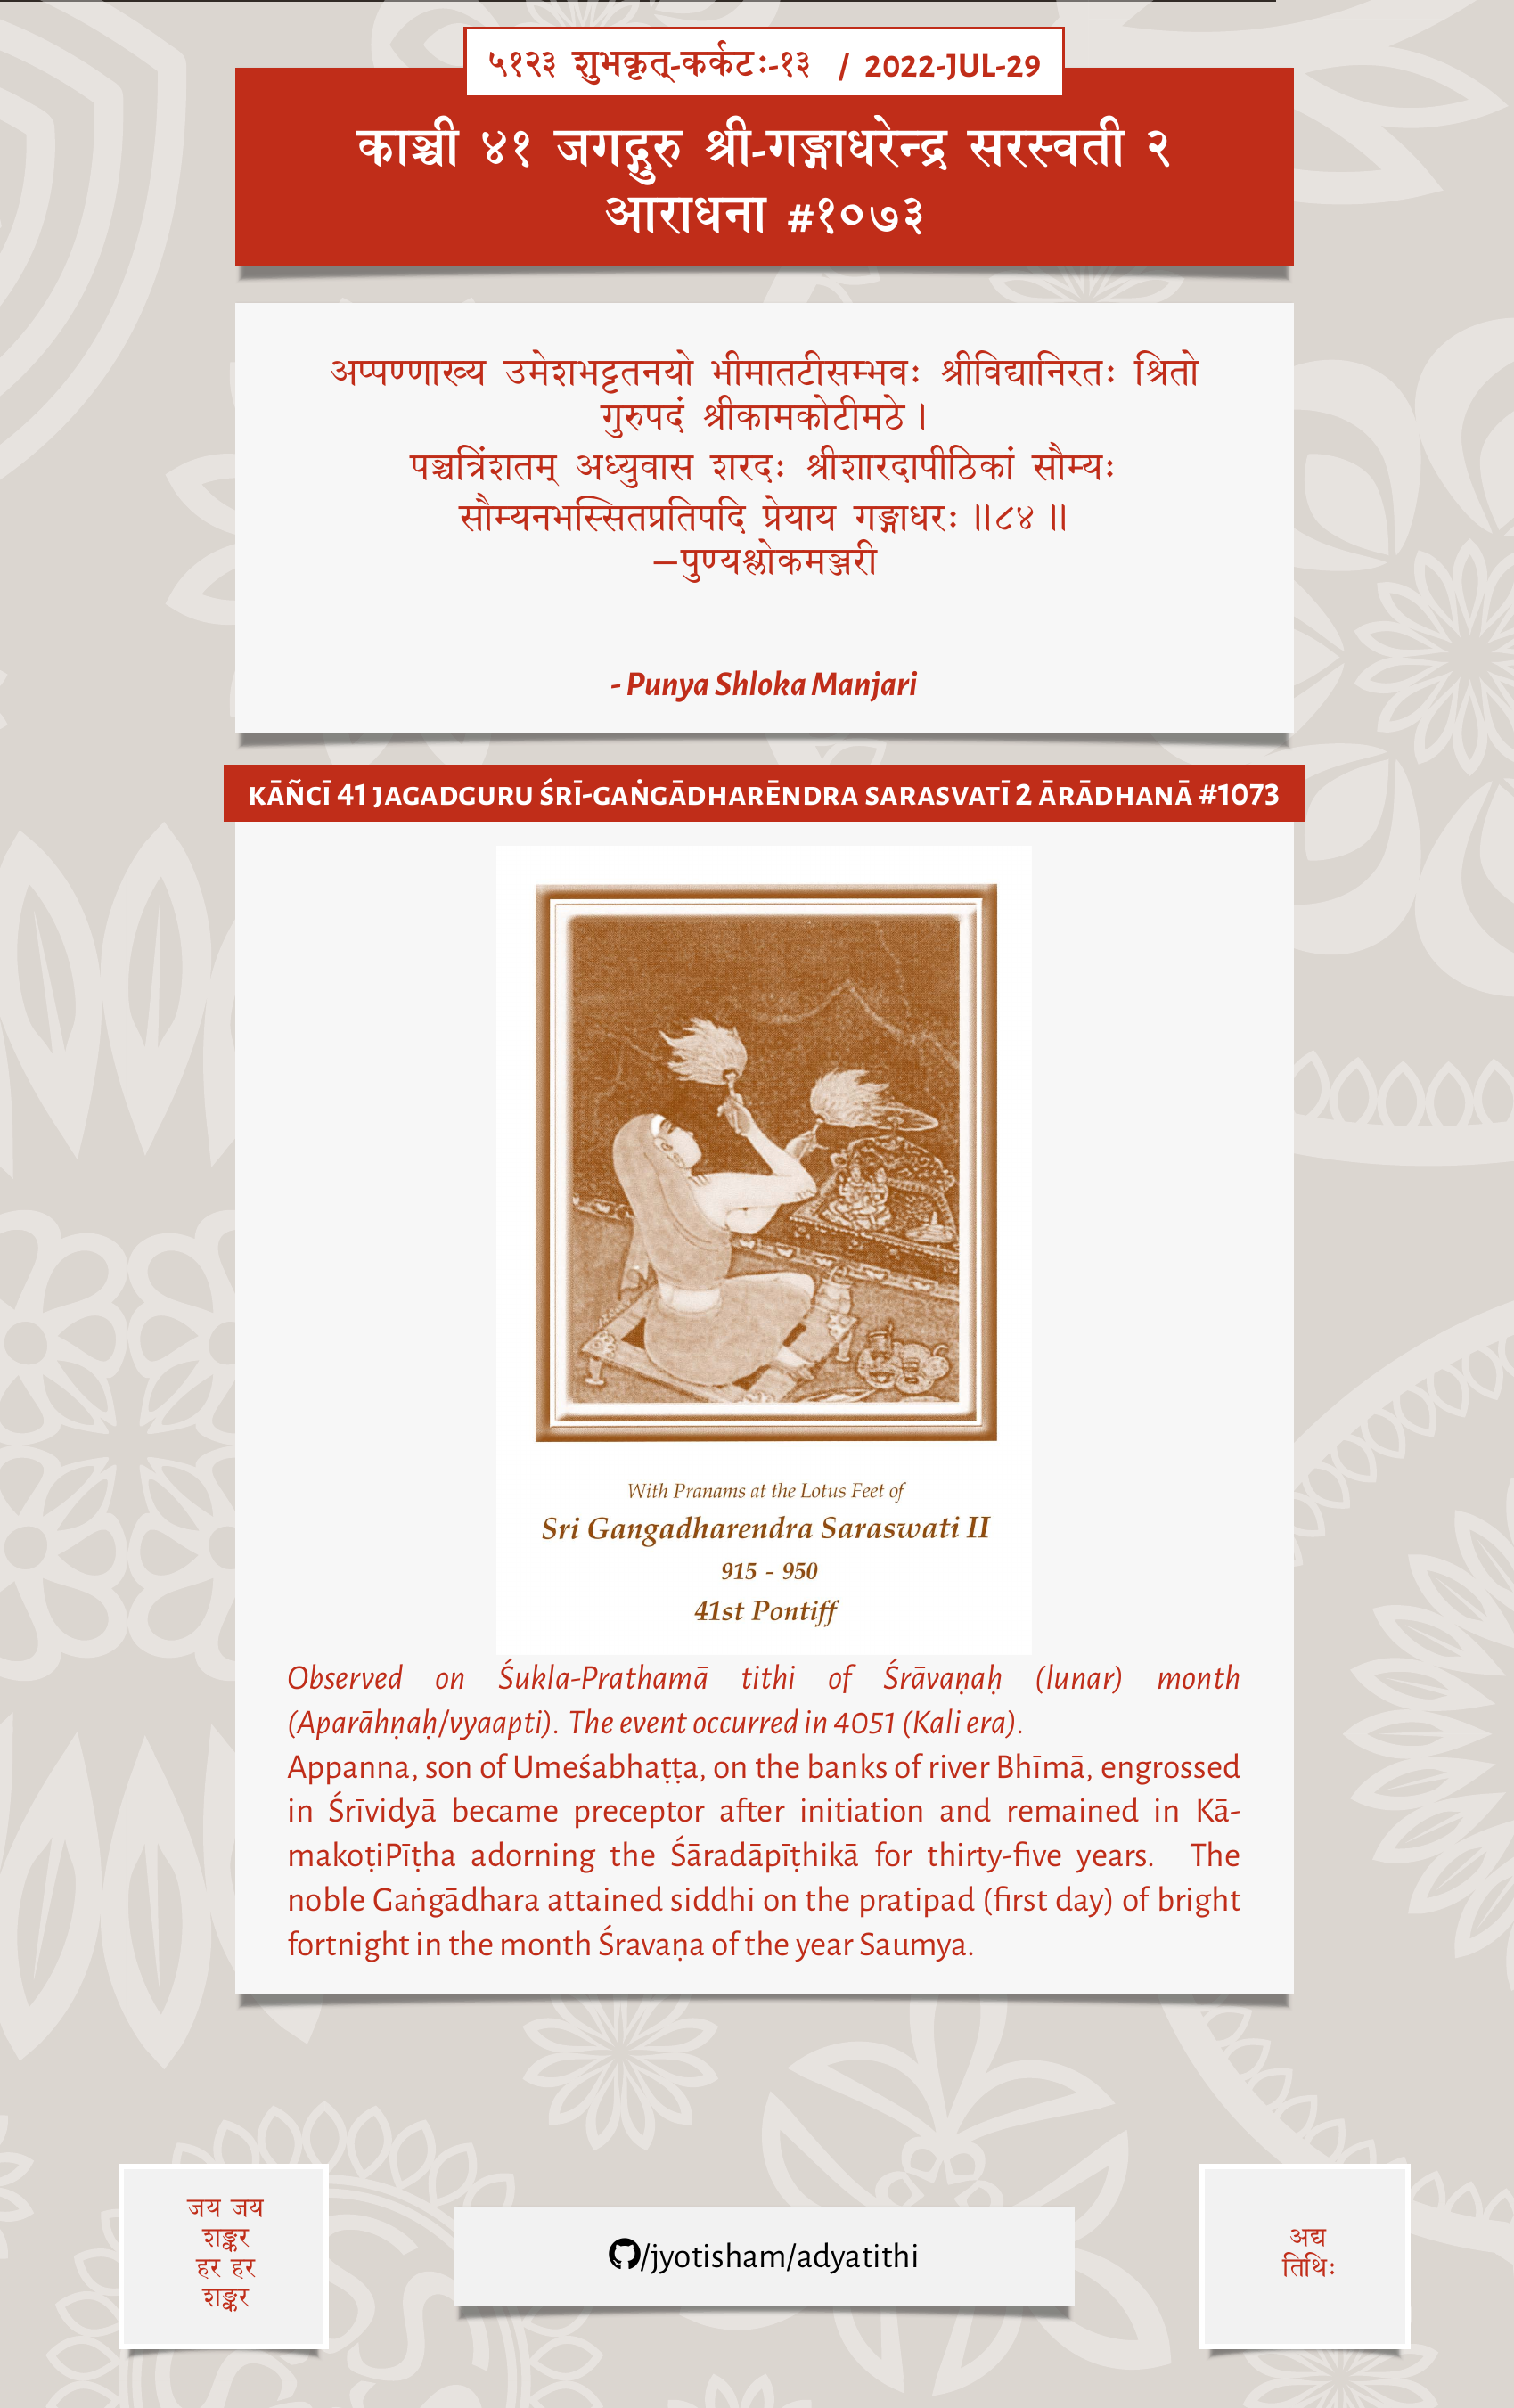 ५१२३ शुभकृत्-कर्कटः-१३ / 2022-JUL-29
काञ्ची ४१ जगद्गुरु श्री-गङ्गाधरेन्द्र सरस्वती २
आराधना #१०७३
अप्पण्णाख्य उमेशभट्टतनयो भीमातटीसम्भवः श्रीविद्यानिरतः श्रितो
गुरुपदं श्रीकामकोटीमठे ।
पञ्चत्रिंशतम् अध्युवास शरदः श्रीशारदापीठिकां सौम्यः
सौम्यनभस्सितप्रतिपदि प्रेयाय गङ्गाधरः ॥८४ ॥
—पुण्यश्लोकमञ्जरी
- Punya Shloka Manjari
KĀÑCĪ 41 JAGADGURU ŚRĪ-GAṄGĀDHARĒNDRA SARASVATĪ 2 ĀRĀDHANĀ #1073
With Pranams at the Lotus Feet of
Sri Gangadharendra Saraswati II
915 - 950
41st Pontiff
Observed on Śukla-Prathamā tithi of Śrāvaṇaḥ (lunar) month
(Aparāhṇaḥ/vyaapti). The event occurred in 4051 (Kali era).
Appanna, son of Umeśabhaṭṭa, on the banks of river Bhīmā, engrossed
in Śrīvidyā became preceptor after initiation and remained in Kā-
makoṭiPīṭha adorning the Śāradāpīṭhikā for thirty-five years. The
noble Gaṅgādhara attained siddhi on the pratipad (first day) of bright
fortnight in the month Śravaṇa of the year Saumya.
जय जय
शङ्कर
हर हर
शङ्कर
/jyotisham/adyatithi
अद्य
तिथिः